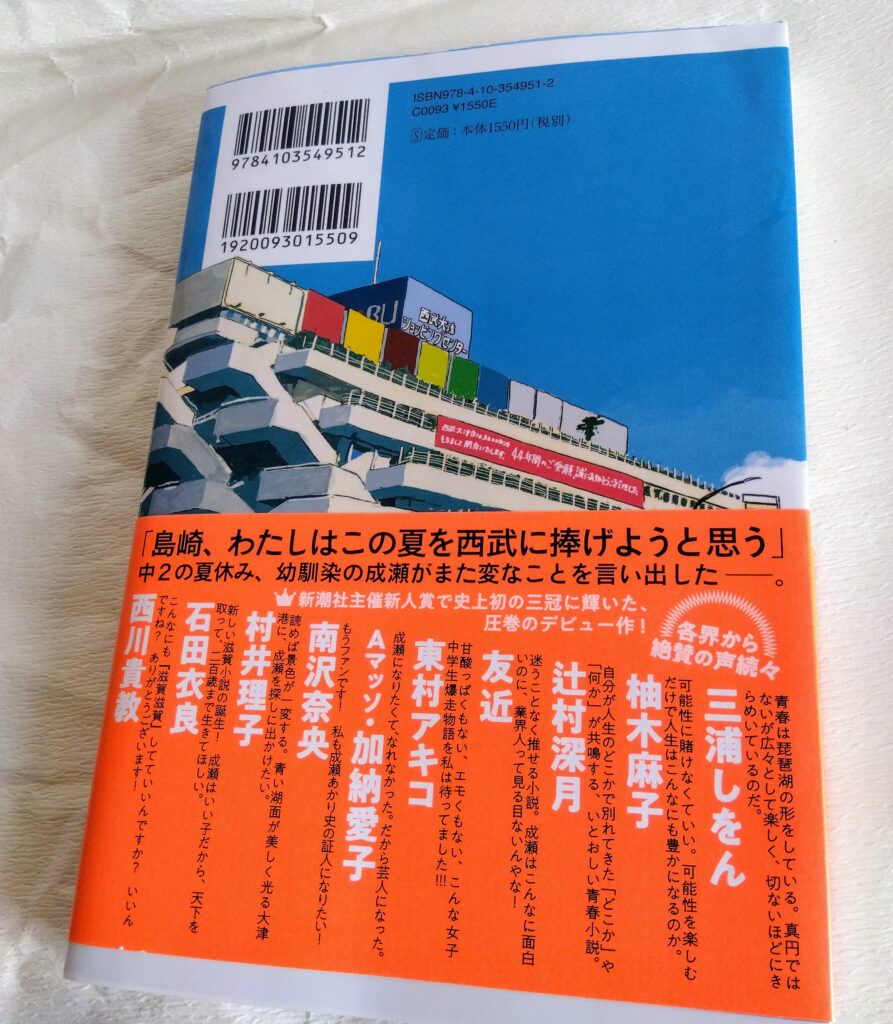 ISBN978-4-10-354951-2
C0093 ¥1550E
Ⓢ定価：本体1550円(税別)
9784103549512
1920093015509
BU
西武大津
ショッピングセンター
44年間のご愛顧、誠にありがとうございました。
「島崎、わたしはこの夏を西武に捧げようと思う」
中２の夏休み、幼馴染の成瀬がまた変なことを言い出した――。
新潮社主催新人賞で史上初の三冠に輝いた、
圧巻のデビュー作！
各界から
絶賛の声続々
青春は琵琶湖の形をしている。真円では
ないが広々として楽しく、切ないほどにき
らめいているのだ。
三浦しをん
可能性に賭けなくていい。可能性を楽しむ
だけで人生はこんなにも豊かになるのか。
柚木麻子
自分が人生のどこかで別れてきた「どこか」や
「何か」が共鳴する、いとおしい青春小説。
辻村深月
迷うことなく推せる小説。成瀬はこんなに面白
いのに、業界人って見る目ないんやな！
友近
甘酸っぱくもない、エモくもない、こんな女子
中学生爆走物語を私は待ってました!!!
東村アキコ
成瀬になりたくて、なれなかった。だから芸人になった。
Aマッソ・加納愛子
もうファンです！　私も成瀬あかり史の証人になりたい！
南沢奈央
読めば景色が一変する。青い湖面が美しく光る大津
港に、成瀬を探しに出かけたい。
村井理子
新しい滋賀小説の誕生！　成瀬はいい子だから、天下を
取って、二百歳まで生きてほしい。
石田衣良
こんなにも「滋賀滋賀」してていいんですか？　いいん
ですね？　ありがとうございます！
西川貴教